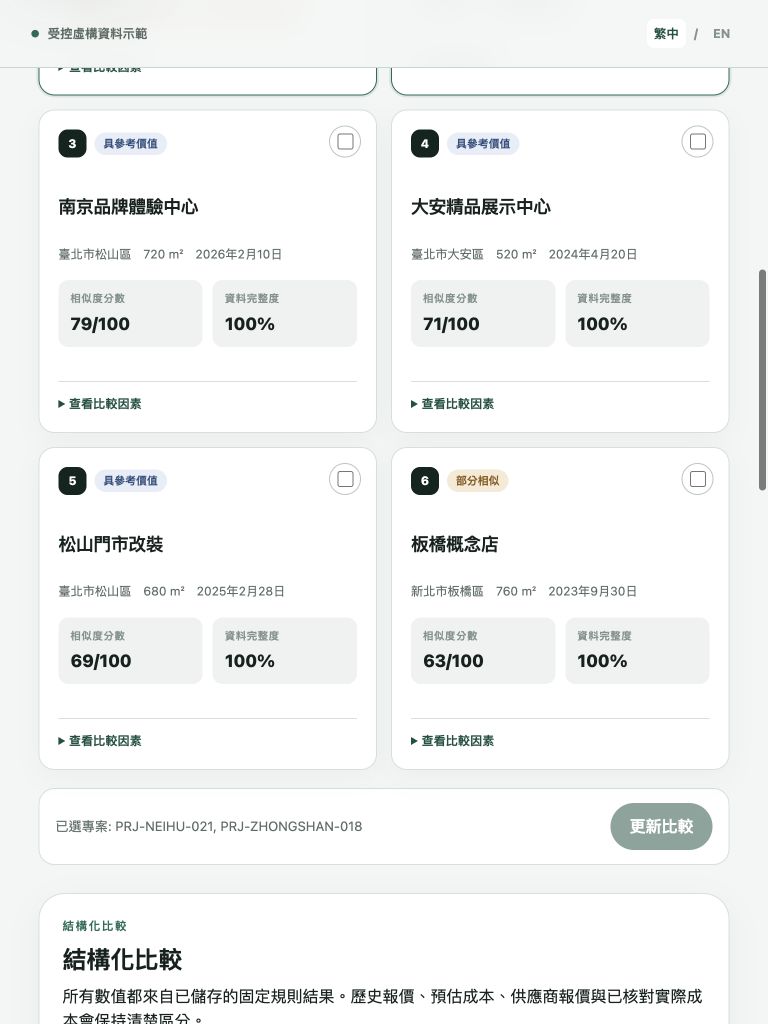 受控虛構資料示範
繁中 / EN
查看比較因素
3 具參考價值
南京品牌體驗中心
臺北市松山區 720 m² 2026年2月10日
相似度分數 資料完整度
79/100 100%
查看比較因素
4 具參考價值
大安精品展示中心
臺北市大安區 520 m² 2024年4月20日
相似度分數 資料完整度
71/100 100%
查看比較因素
5 具參考價值
松山門市改裝
臺北市松山區 680 m² 2025年2月28日
相似度分數 資料完整度
69/100 100%
查看比較因素
6 部分相似
板橋概念店
新北市板橋區 760 m² 2023年9月30日
相似度分數 資料完整度
63/100 100%
查看比較因素
已選專案: PRJ-NEIHU-021, PRJ-ZHONGSHAN-018
更新比較
結構化比較
結構化比較
所有數值都來自已儲存的固定規則結果。歷史報價、預估成本、供應商報價與已核對實際成
本會保持清楚區分。